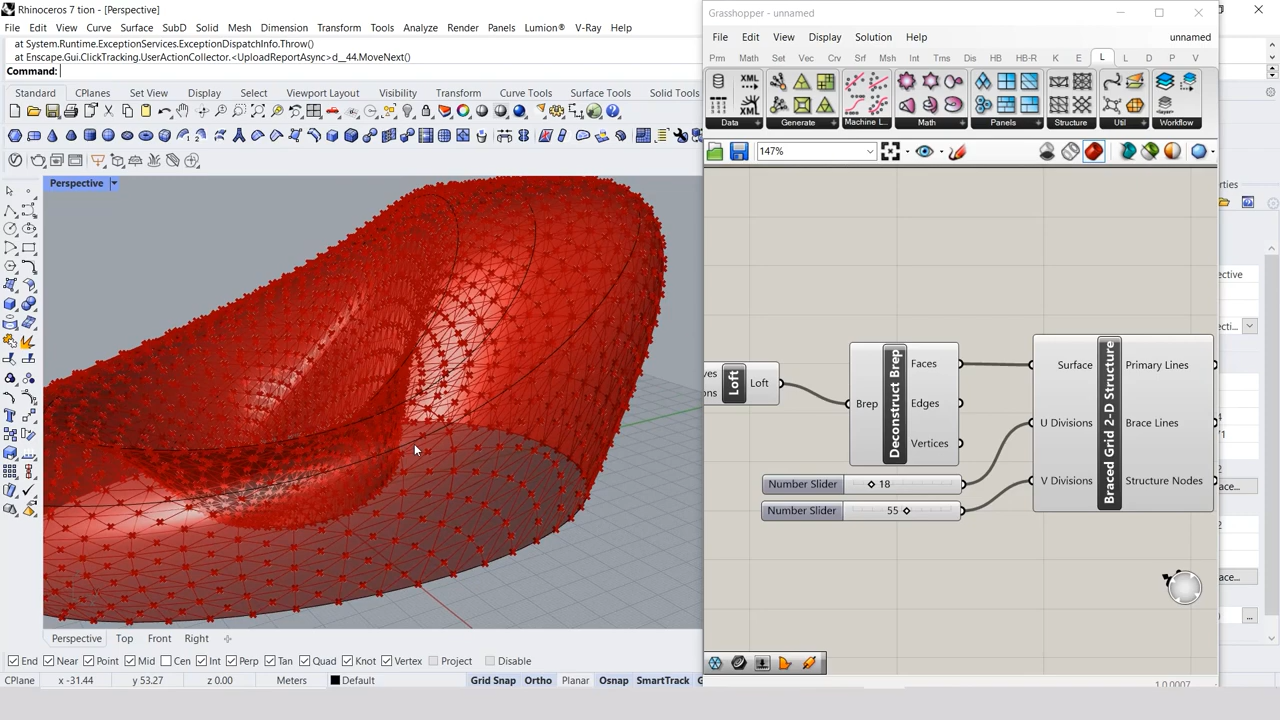 Rhinoceros 7 tion - [Perspective]
File Edit View Curve Surface SubD Solid Mesh Dimension Transform Tools Analyze Render Panels Lumion® V-Ray Help
at System.Runtime.ExceptionServices.ExceptionDispatchInfo.Throw()
at Enscape.Gui.ClickTracking.UserActionCollector.<UploadReportAsync>d__44.MoveNext()
Command:
Standard CPlanes Set View Display Select Viewport Layout Visibility Transform Curve Tools Surface Tools Solid Tools
Perspective
Grasshopper - unnamed
File Edit View Display Solution Help unnamed
Prm Math Set Vec Crv Srf Msh Int Trns Dis HB HB-R K E L L D P V
XML
XML
Data Generate Machine L... Math Panels Structure Util Workflow
147%
Loft Loft
Brep Deconstruct Brep Faces Edges Vertices
Surface U Divisions V Divisions Braced Grid 2-D Structure Primary Lines Brace Lines Structure Nodes
Number Slider 18
Number Slider 55
Perspective Top Front Right
End Near Point Mid Cen Int Perp Tan Quad Knot Vertex Project Disable
CPlane x -31.44 y 53.27 z 0.00 Meters Default Grid Snap Ortho Planar Osnap SmartTrack
1.0.0007